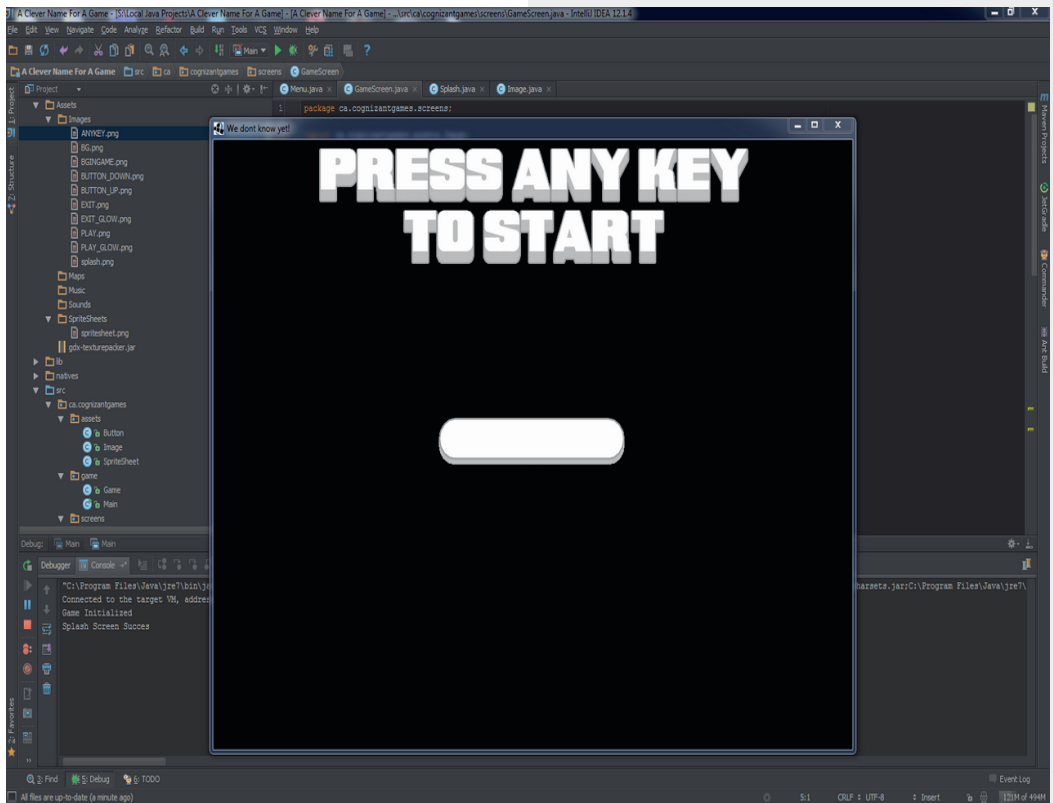 A Clever Name For A Game - [S:\Local Java Projects\A Clever Name For A Game] - [A Clever Name For A Game] - ...\src\ca\cognizantgames\screens\GameScreen.java - IntelliJ IDEA 12.1.4
File Edit View Navigate Code Analyze Refactor Build Run Tools VCS Window Help
Main
A Clever Name For A Game src ca cognizantgames screens GameScreen
Project
Menu.java GameScreen.java Splash.java Image.java
1 package ca.cognizantgames.screens;
Assets
Images
ANYKEY.png
BG.png
BGINGAME.png
BUTTON_DOWN.png
BUTTON_UP.png
EXIT.png
EXIT_GLOW.png
PLAY.png
PLAY_GLOW.png
splash.png
Maps
Music
Sounds
SpriteSheets
spritesheet.png
gdx-texturepacker.jar
lib
natives
src
ca.cognizantgames
assets
Button
Image
SpriteSheet
game
Game
Main
screens
1: Project
7: Structure
2: Favorites
We dont know yet!
PRESS ANY KEY
TO START
Maven Projects
JetGradle
Commander
Ant Build
Debug: Main Main
Debugger Console
"C:\Program Files\Java\jre7\bin\j
harsets.jar;C:\Program Files\Java\jre7\
Connected to the target VM, addre
Game Initialized
Splash Screen Succes
3: Find 5: Debug 6: TODO
Event Log
All files are up-to-date (a minute ago)
5:1 CRLF UTF-8 Insert 121M of 494M